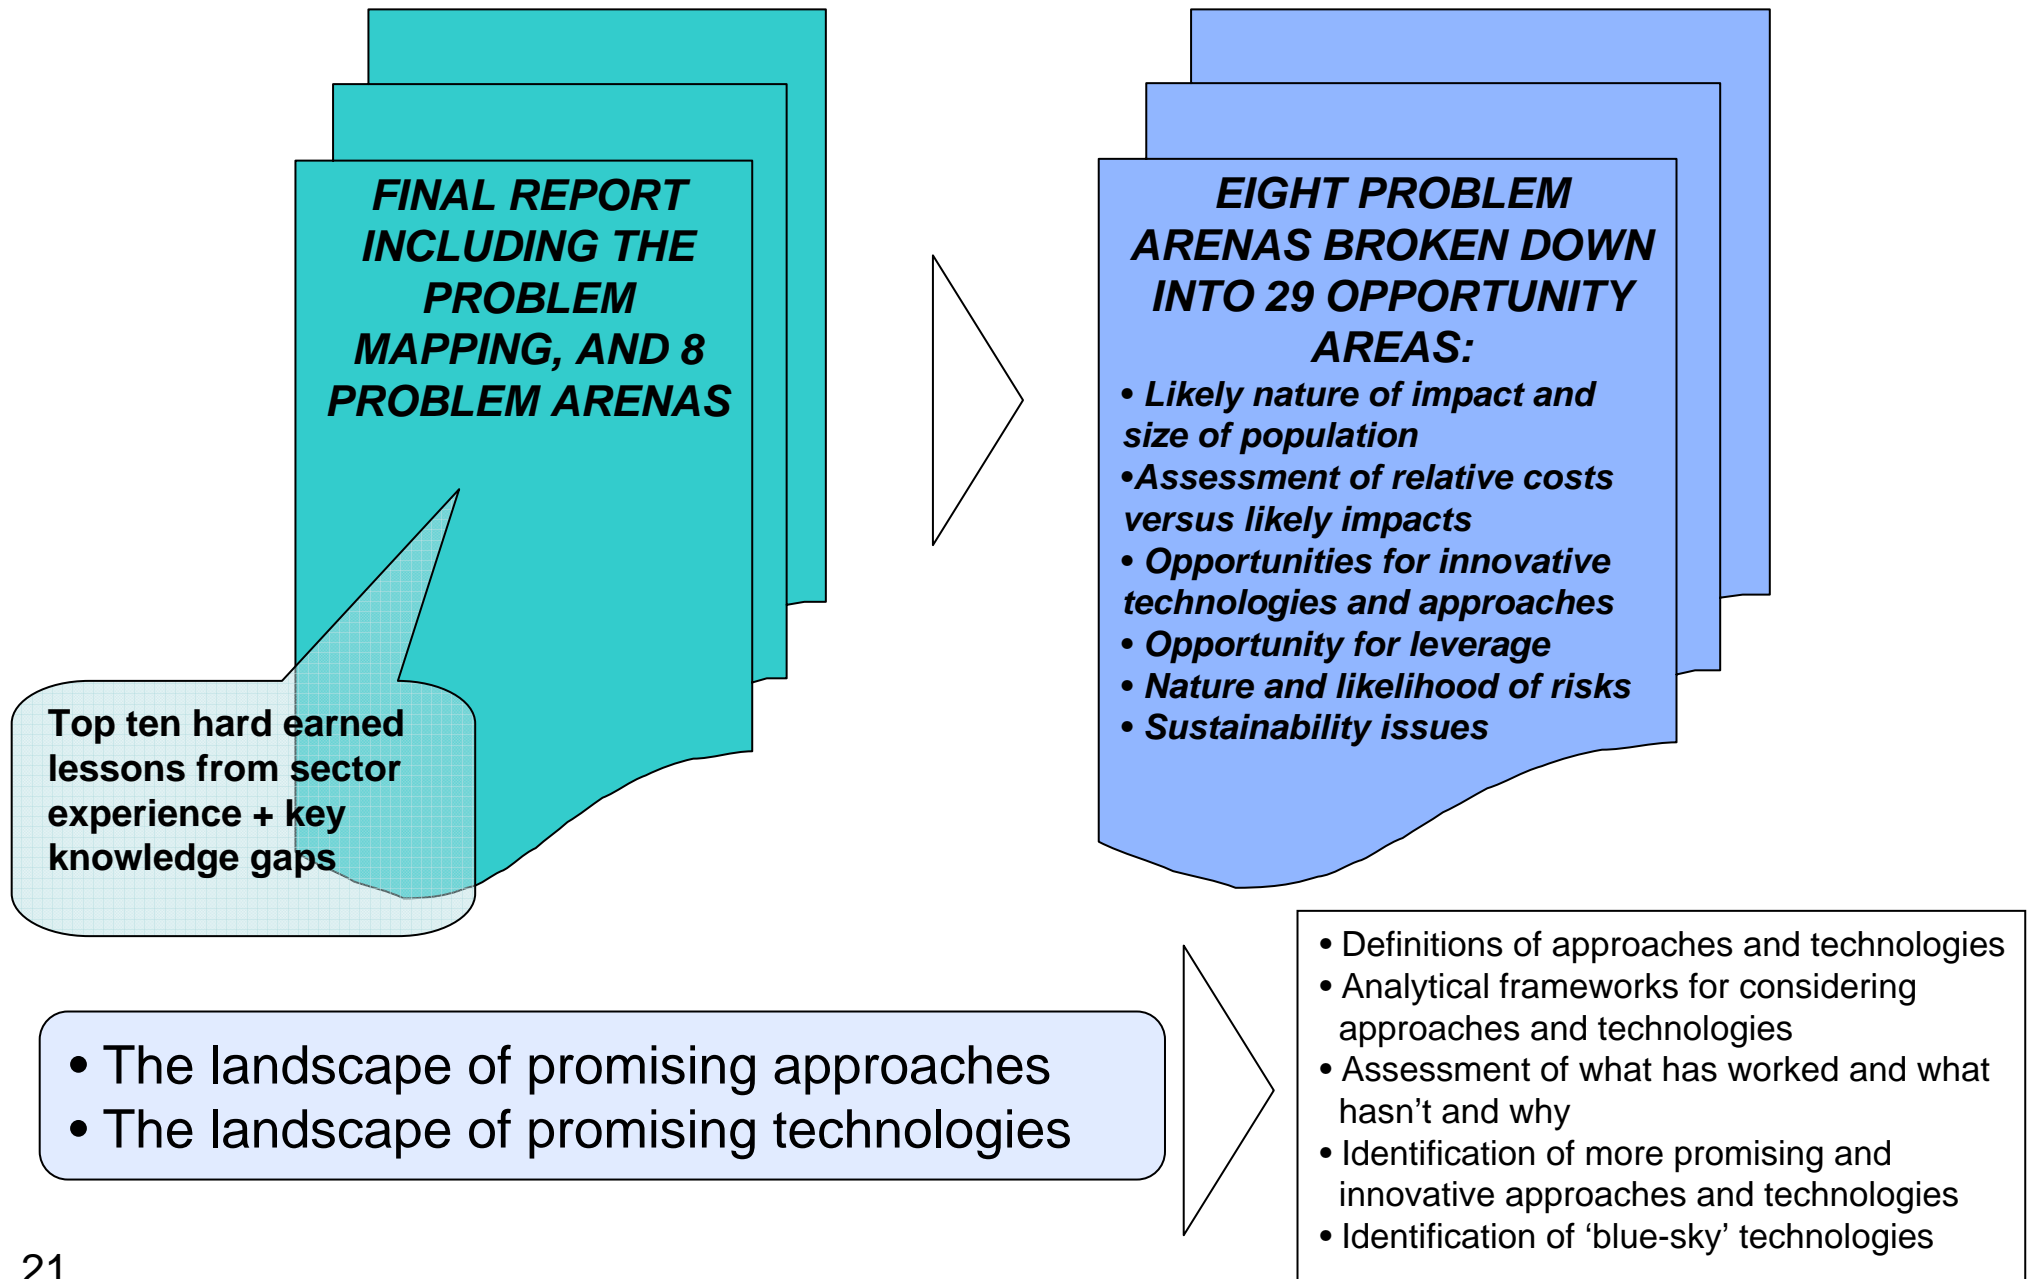 FINAL REPORT
INCLUDING THE
PROBLEM
MAPPING, AND 8
PROBLEM ARENAS
EIGHT PROBLEM
ARENAS BROKEN DOWN
INTO 29 OPPORTUNITY
AREAS:
• Likely nature of impact and
size of population
•Assessment of relative costs
versus likely impacts
• Opportunities for innovative
technologies and approaches
• Opportunity for leverage
• Nature and likelihood of risks
• Sustainability issues
Top ten hard earned
lessons from sector
experience + key
knowledge gaps
• The landscape of promising approaches
• The landscape of promising technologies
• Definitions of approaches and technologies
• Analytical frameworks for considering
approaches and technologies
• Assessment of what has worked and what
hasn’t and why
• Identification of more promising and
innovative approaches and technologies
• Identification of ‘blue-sky’ technologies
21